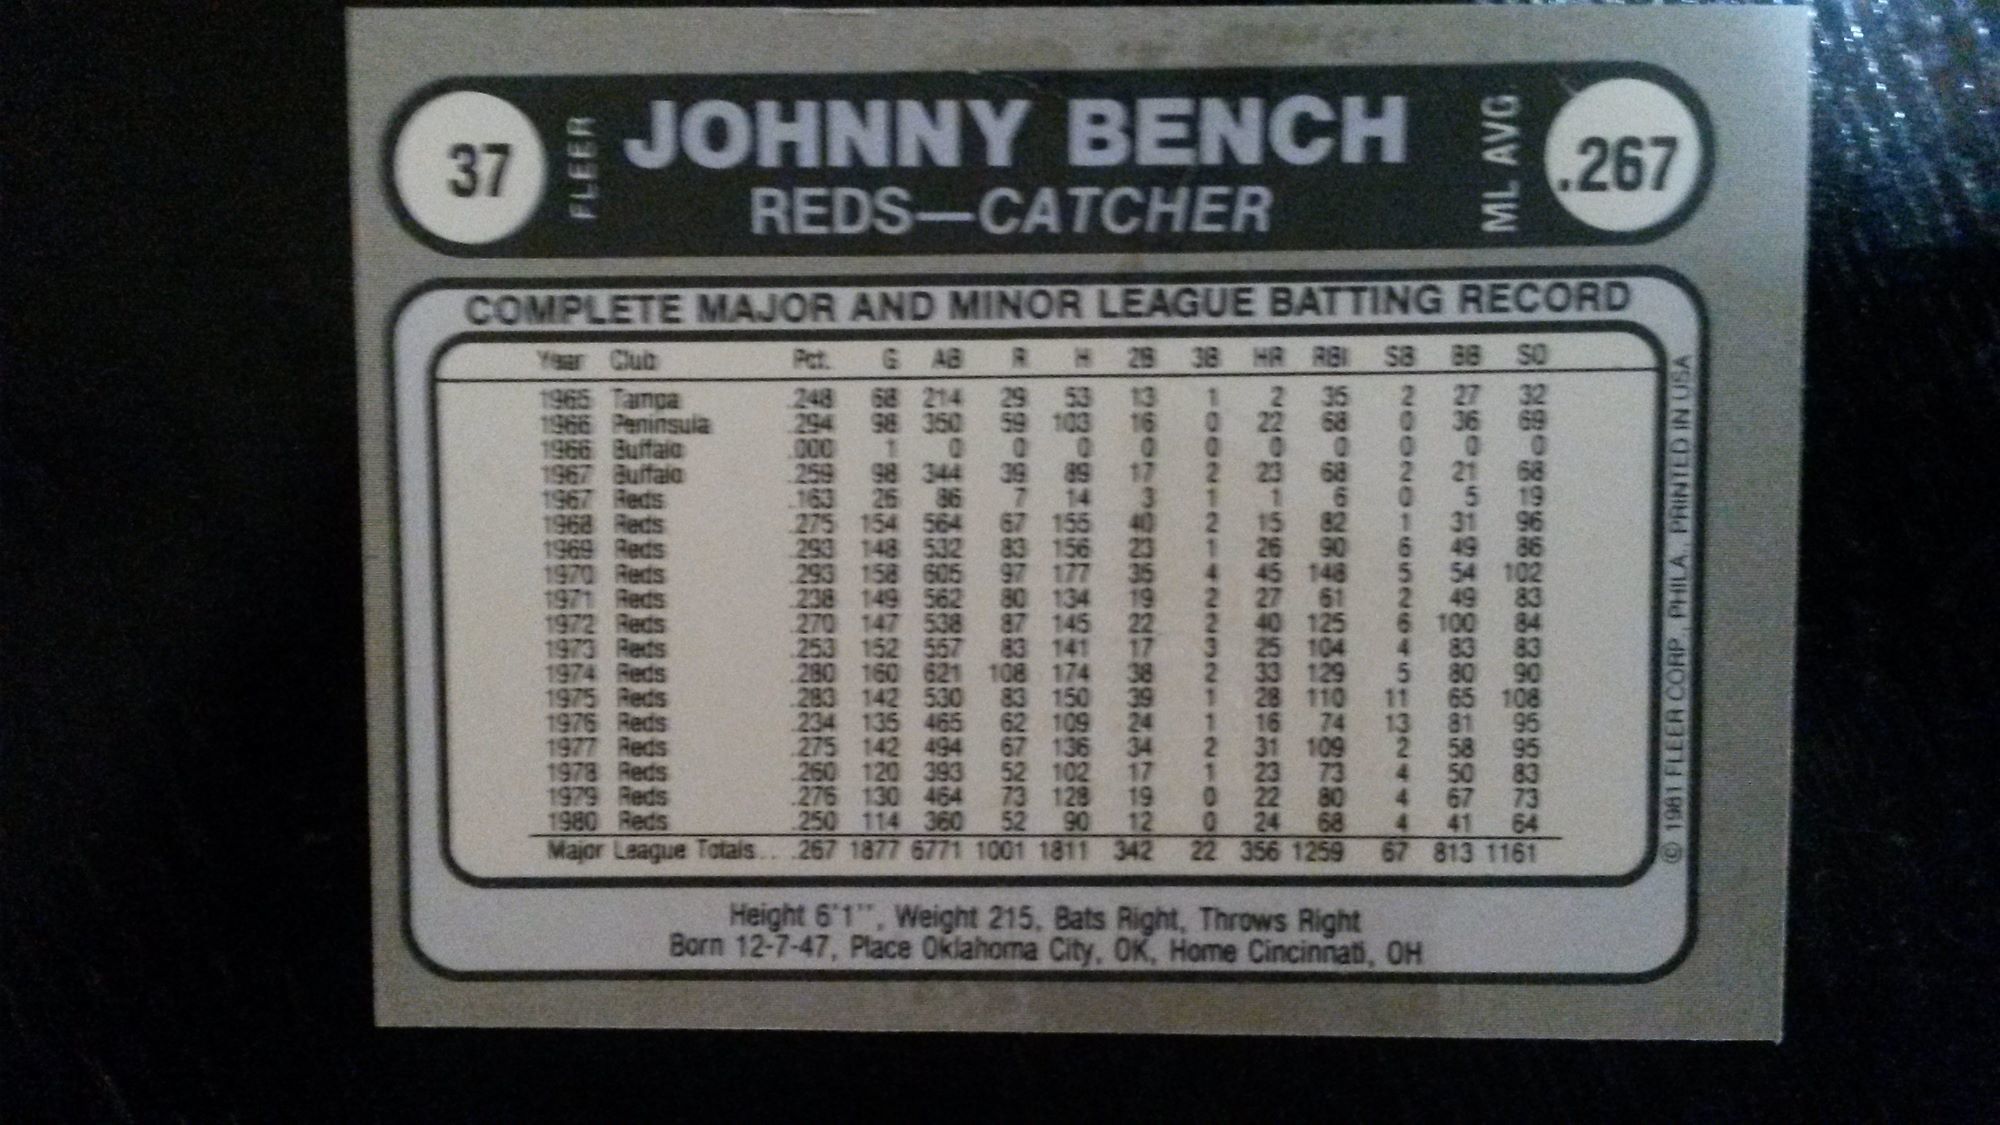 37 FLEER JOHNNY BENCH ML AVG .267
REDS—CATCHER
COMPLETE MAJOR AND MINOR LEAGUE BATTING RECORD
Year Club Pct. G AB R H 2B 3B HR RBI SB BB SO
1965 Tampa .248 68 214 29 53 13 1 2 35 2 27 32
1966 Peninsula .294 98 350 59 103 16 0 22 68 0 36 69
1966 Buffalo .000 1 0 0 0 0 0 0 0 0 0 0
1967 Buffalo .259 98 344 39 89 17 2 23 68 2 21 68
1967 Reds .163 26 86 7 14 3 1 1 6 0 5 19
1968 Reds .275 154 564 67 155 40 2 15 82 1 31 96
1969 Reds .293 148 532 83 156 23 1 26 90 6 49 86
1970 Reds .293 158 605 97 177 35 4 45 148 5 54 102
1971 Reds .238 149 562 80 134 19 2 27 61 2 49 83
1972 Reds .270 147 538 87 145 22 2 40 125 6 100 84
1973 Reds .253 152 557 83 141 17 3 25 104 4 83 83
1974 Reds .280 160 621 108 174 38 2 33 129 5 80 90
1975 Reds .283 142 530 83 150 39 1 28 110 11 65 108
1976 Reds .234 135 465 62 109 24 1 16 74 13 81 95
1977 Reds .275 142 494 67 136 34 2 31 109 2 58 95
1978 Reds .260 120 393 52 102 17 1 23 73 4 50 83
1979 Reds .276 130 464 73 128 19 0 22 80 4 67 73
1980 Reds .250 114 360 52 90 12 0 24 68 4 41 64
Major League Totals... .267 1877 6771 1001 1811 342 22 356 1259 67 813 1161
Height 6'1'', Weight 215, Bats Right, Throws Right
Born 12-7-47, Place Oklahoma City, OK, Home Cincinnati, OH
© 1981 FLEER CORP., PHILA. PRINTED IN USA